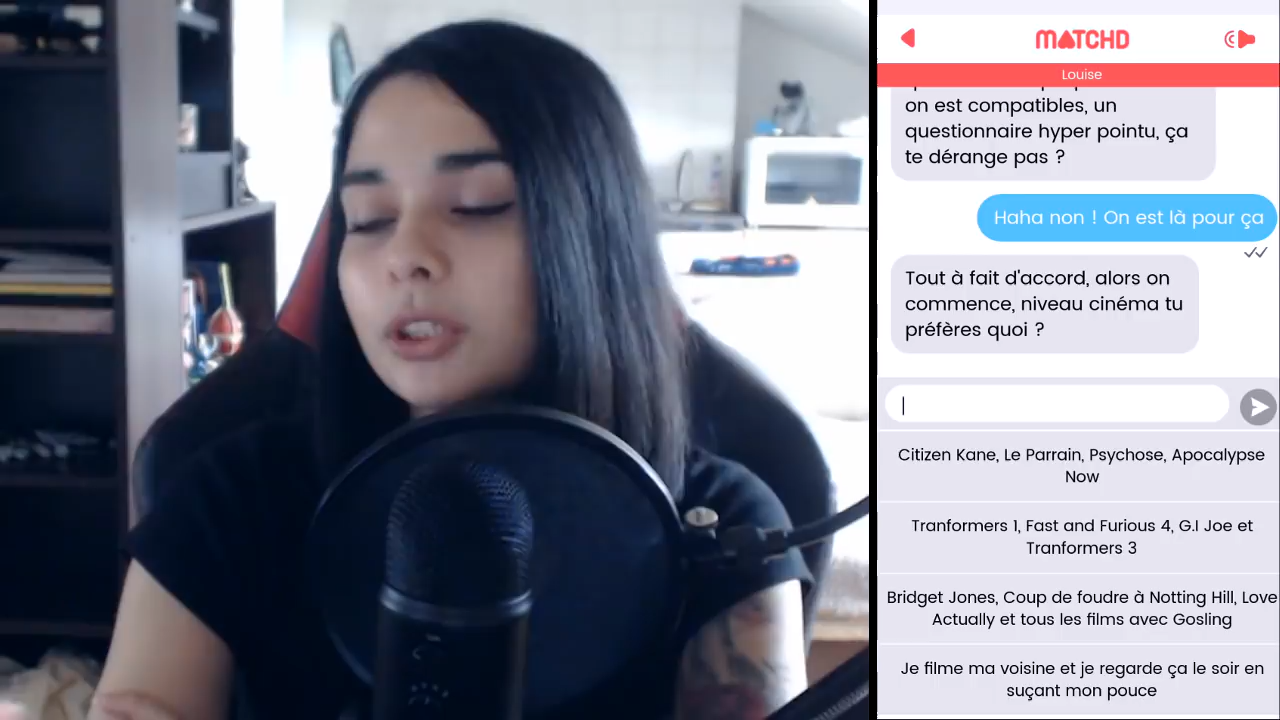 MATCHD
Louise
on est compatibles, un
questionnaire hyper pointu, ça
te dérange pas ?
Haha non ! On est là pour ça
Tout à fait d'accord, alors on
commence, niveau cinéma tu
préfères quoi ?
Citizen Kane, Le Parrain, Psychose, Apocalypse
Now
Tranformers 1, Fast and Furious 4, G.I Joe et
Tranformers 3
Bridget Jones, Coup de foudre à Notting Hill, Love
Actually et tous les films avec Gosling
Je filme ma voisine et je regarde ça le soir en
suçant mon pouce